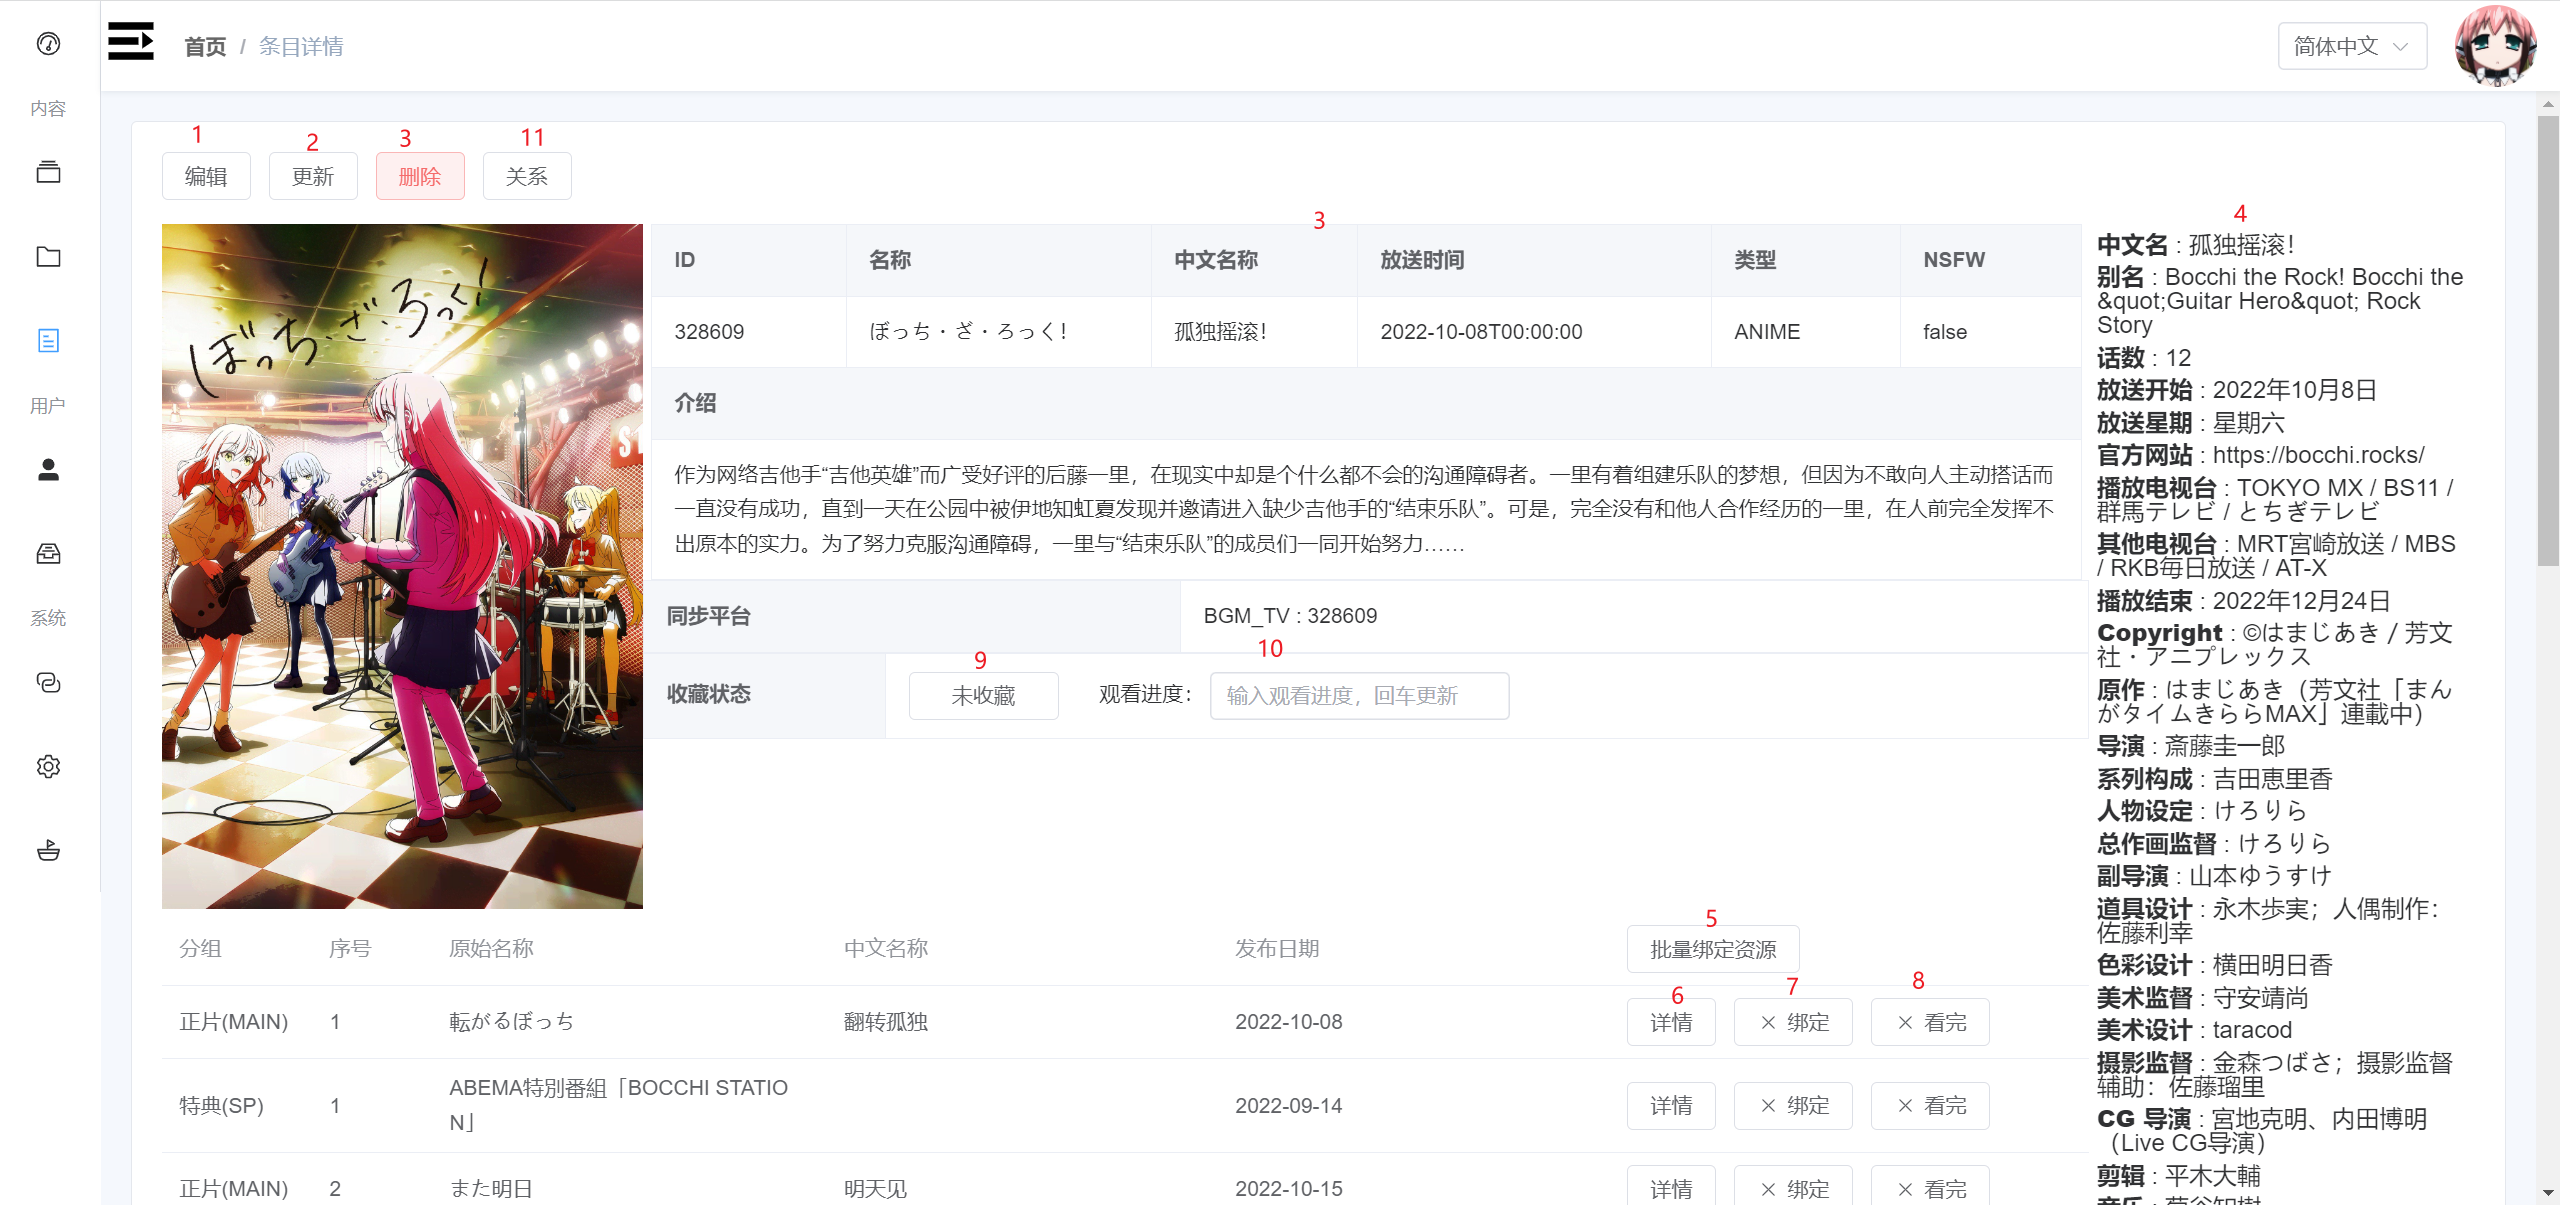 首页 / 条目详情
简体中文
内容
用户
系统
1
2
3
11
编辑
更新
删除
关系
ぼっち・ざ・ろっく!
3
ID
名称
中文名称
放送时间
类型
NSFW
328609
ぼっち・ざ・ろっく!
孤独摇滚!
2022-10-08T00:00:00
ANIME
false
介绍
作为网络吉他手“吉他英雄”而广受好评的后藤一里，在现实中却是个什么都不会的沟通障碍者。一里有着组建乐队的梦想，但因为不敢向人主动搭话而
一直没有成功，直到一天在公园中被伊地知虹夏发现并邀请进入缺少吉他手的“结束乐队”。可是，完全没有和他人合作经历的一里，在人前完全发挥不
出原本的实力。为了努力克服沟通障碍，一里与“结束乐队”的成员们一同开始努力……
同步平台
BGM_TV : 328609
9
10
收藏状态
未收藏
观看进度：
输入观看进度，回车更新
4
中文名 : 孤独摇滚!
别名 : Bocchi the Rock! Bocchi the
&quot;Guitar Hero&quot; Rock
Story
话数 : 12
放送开始 : 2022年10月8日
放送星期 : 星期六
官方网站 : https://bocchi.rocks/
播放电视台 : TOKYO MX / BS11 /
群馬テレビ / とちぎテレビ
其他电视台 : MRT宮崎放送 / MBS
/ RKB毎日放送 / AT-X
播放结束 : 2022年12月24日
Copyright : ©はまじあき / 芳文
社・アニプレックス
原作 : はまじあき（芳文社「まん
がタイムきららMAX」連載中）
导演 : 斎藤圭一郎
系列构成 : 吉田恵里香
人物设定 : けろりら
总作画监督 : けろりら
副导演 : 山本ゆうすけ
道具设计 : 永木歩実；人偶制作：
佐藤利幸
色彩设计 : 横田明日香
美术监督 : 守安靖尚
美术设计 : taracod
摄影监督 : 金森つばさ；摄影监督
辅助：佐藤瑠里
CG 导演 : 宮地克明、内田博明
（Live CG导演）
剪辑 : 平木大輔
5
分组
序号
原始名称
中文名称
发布日期
批量绑定资源
6
7
8
正片(MAIN)
1
転がるぼっち
翻转孤独
2022-10-08
详情
× 绑定
× 看完
特典(SP)
1
ABEMA特別番組「BOCCHI STATIO
N」
2022-09-14
详情
× 绑定
× 看完
正片(MAIN)
2
また明日
明天见
2022-10-15
详情
× 绑定
× 看完